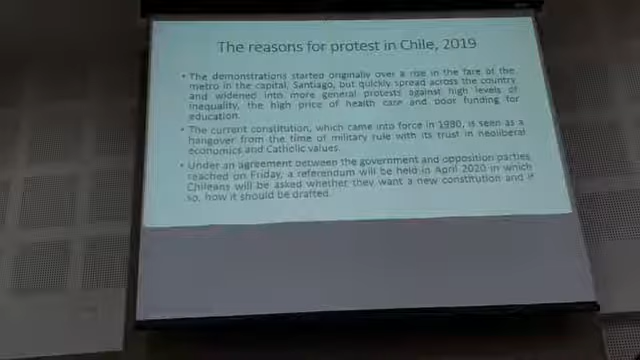 The reasons for protest in Chile, 2019
• The demonstrations started originally over a rise in the fare of the
metro in the capital, Santiago, but quickly spread across the country
and widened into more general protests against high levels of
inequality, the high price of health care and poor funding for
education.
• The current constitution, which came into force in 1980, is seen as a
hangover from the time of military rule with its trust in neoliberal
economics and Catholic values.
• Under an agreement between the government and opposition parties
reached on Friday, a referendum will be held in April 2020 in which
Chileans will be asked whether they want a new constitution and if
so, how it should be drafted.